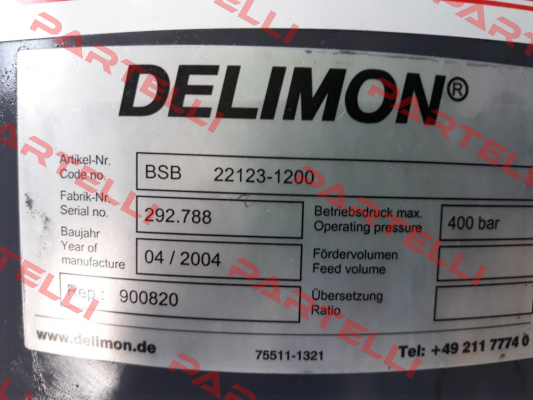 DELIMON®
Artikel-Nr.
Code no.
BSB 22123-1200
Fabrik-Nr.
Serial no.
292.788
Betriebsdruck max.
Operating pressure
400 bar
Baujahr
Year of
manufacture
04 / 2004
Fördervolumen
Feed volume
Rep.: 900820
Übersetzung
Ratio
www.delimon.de
75511-1321
Tel: +49 211 7774 0
PARTELLI
PARTELLI
PARTELLI
PARTELLI
PARTELLI
PARTELLI